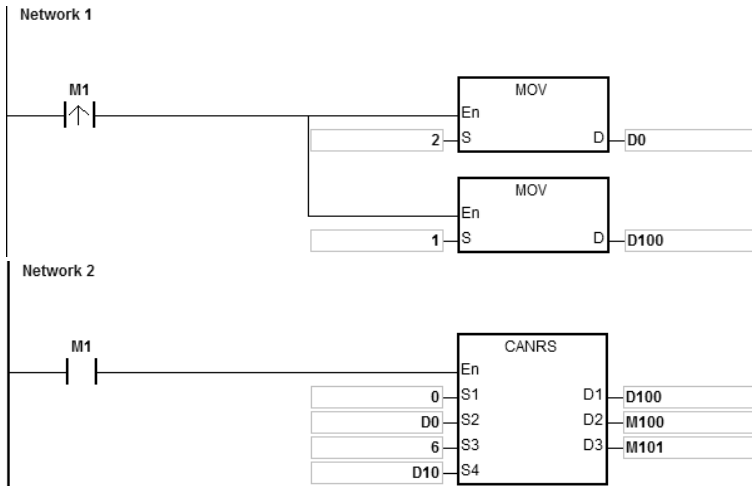 Network 1
M1
MOV
En
2 S D D0
MOV
En
1 S D D100
Network 2
M1
CANRS
En
0 S1 D1 D100
D0 S2 D2 M100
6 S3 D3 M101
D10 S4